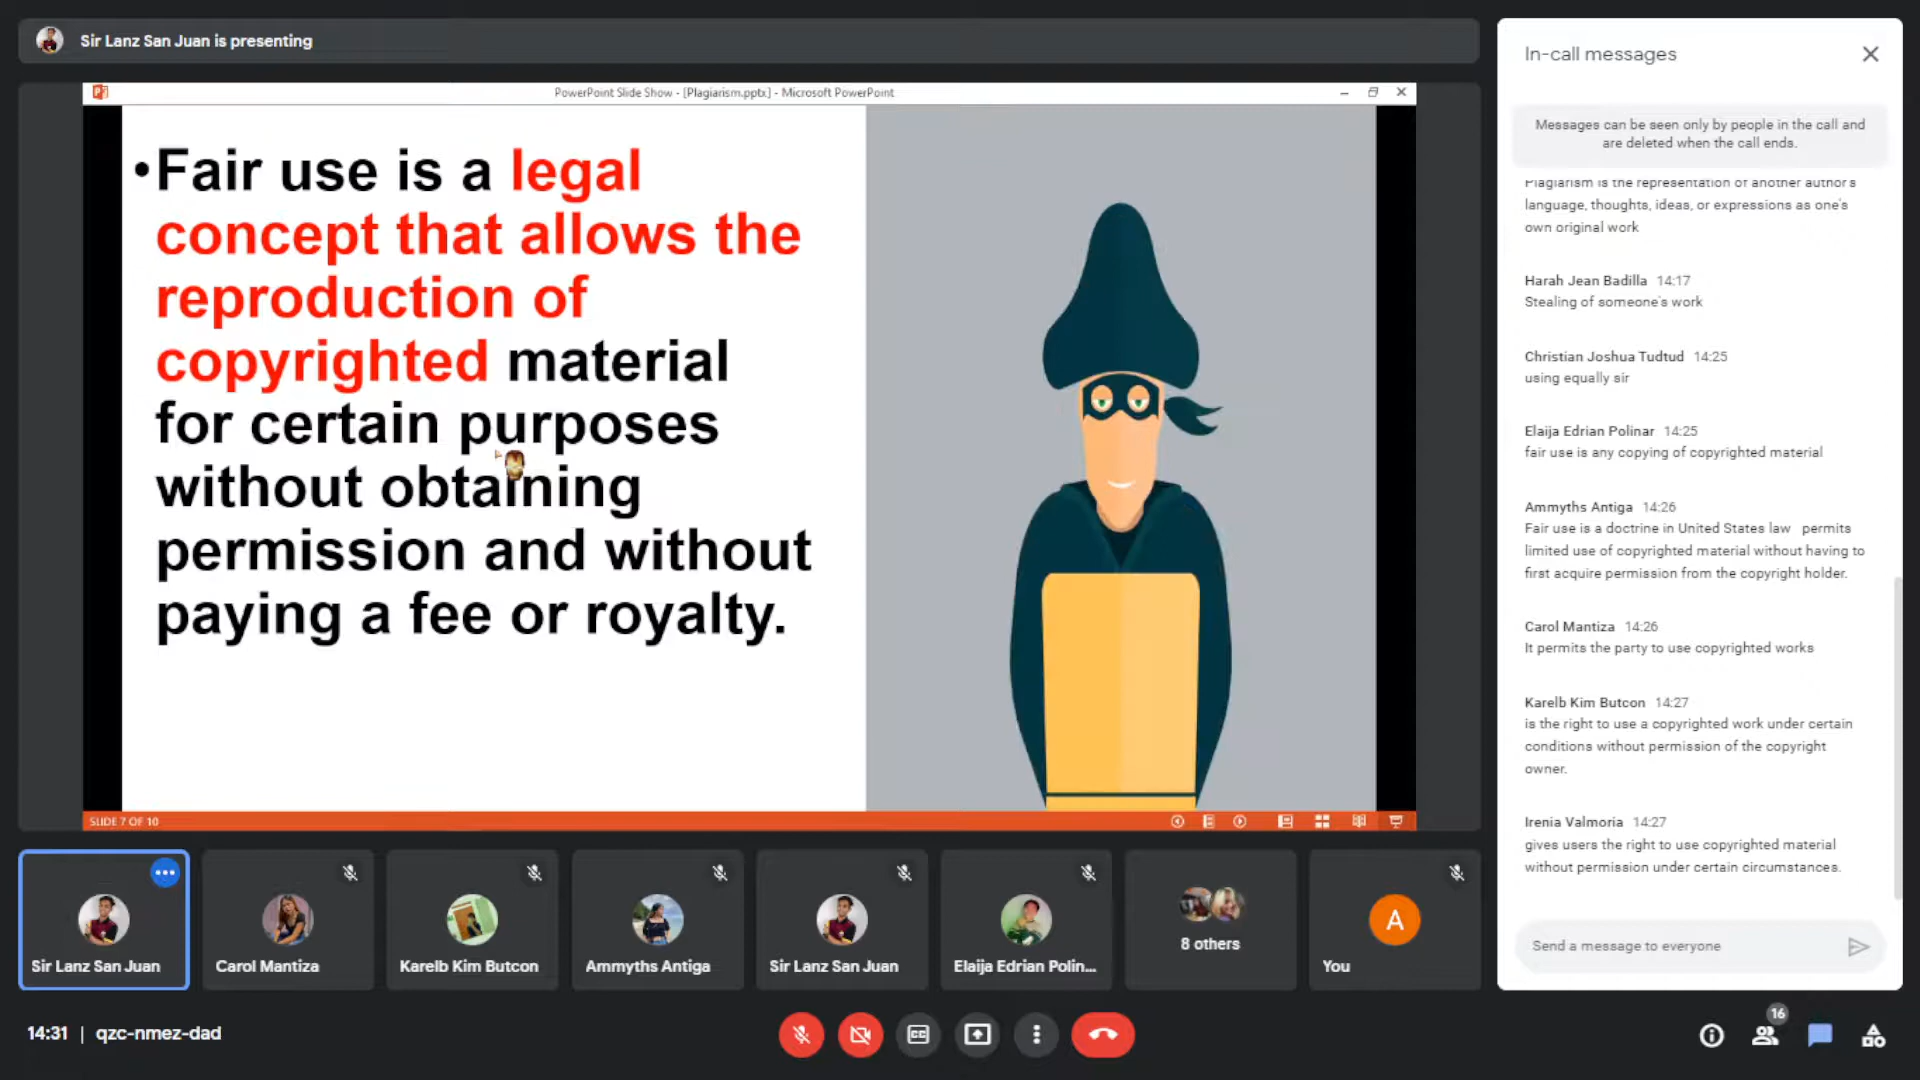 Sir Lanz San Juan is presenting
PowerPoint Slide Show - [Plagiarism.pptx] - Microsoft PowerPoint
•Fair use is a legal
concept that allows the
reproduction of
copyrighted material
for certain purposes
without obtaining
permission and without
paying a fee or royalty.
SLIDE 7 OF 10
Sir Lanz San Juan
Carol Mantiza
Karelb Kim Butcon
Ammyths Antiga
Sir Lanz San Juan
Elaija Edrian Polin...
8 others
A
You
14:31 | qzc-nmez-dad
CC
16
In-call messages
Messages can be seen only by people in the call and
are deleted when the call ends.
Plagiarism is the representation of another author's
language, thoughts, ideas, or expressions as one's
own original work
Harah Jean Badilla 14:17
Stealing of someone's work
Christian Joshua Tudtud 14:25
using equally sir
Elaija Edrian Polinar 14:25
fair use is any copying of copyrighted material
Ammyths Antiga 14:26
Fair use is a doctrine in United States law permits
limited use of copyrighted material without having to
first acquire permission from the copyright holder.
Carol Mantiza 14:26
It permits the party to use copyrighted works
Karelb Kim Butcon 14:27
is the right to use a copyrighted work under certain
conditions without permission of the copyright
owner.
Irenia Valmoria 14:27
gives users the right to use copyrighted material
without permission under certain circumstances.
Send a message to everyone